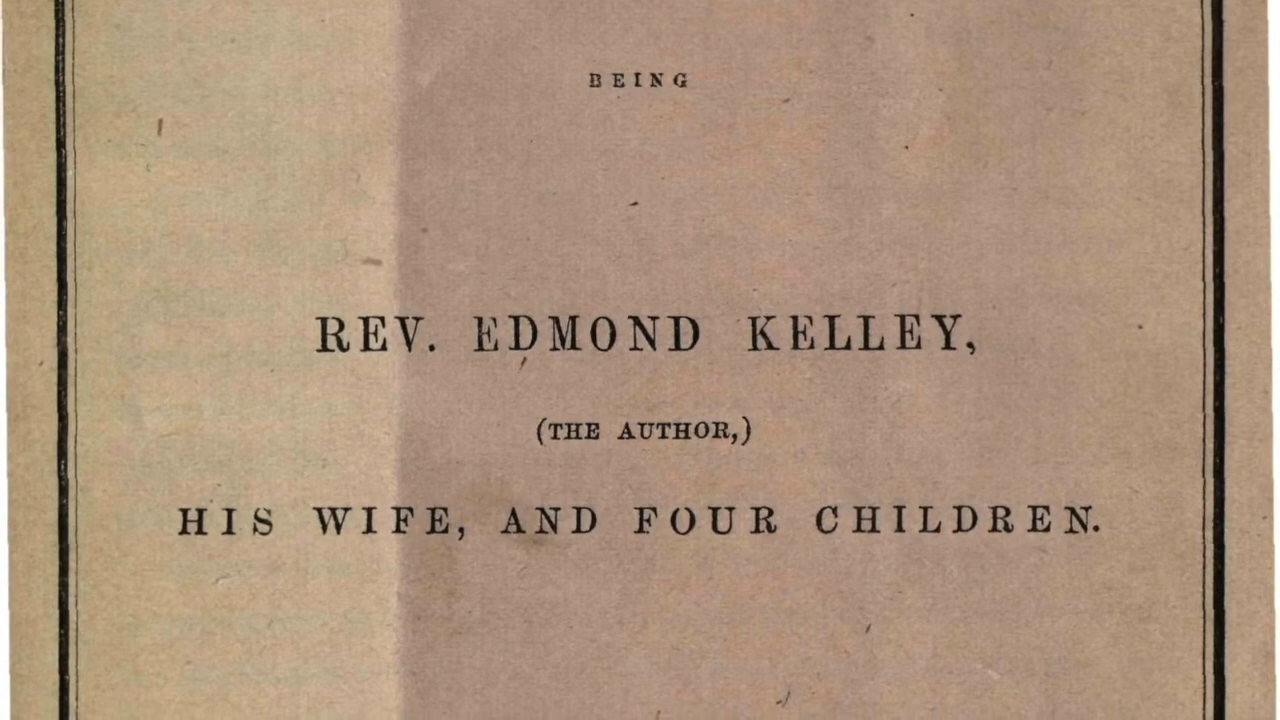 BEING
REV. EDMOND KELLEY,
(THE AUTHOR,)
HIS WIFE, AND FOUR CHILDREN.